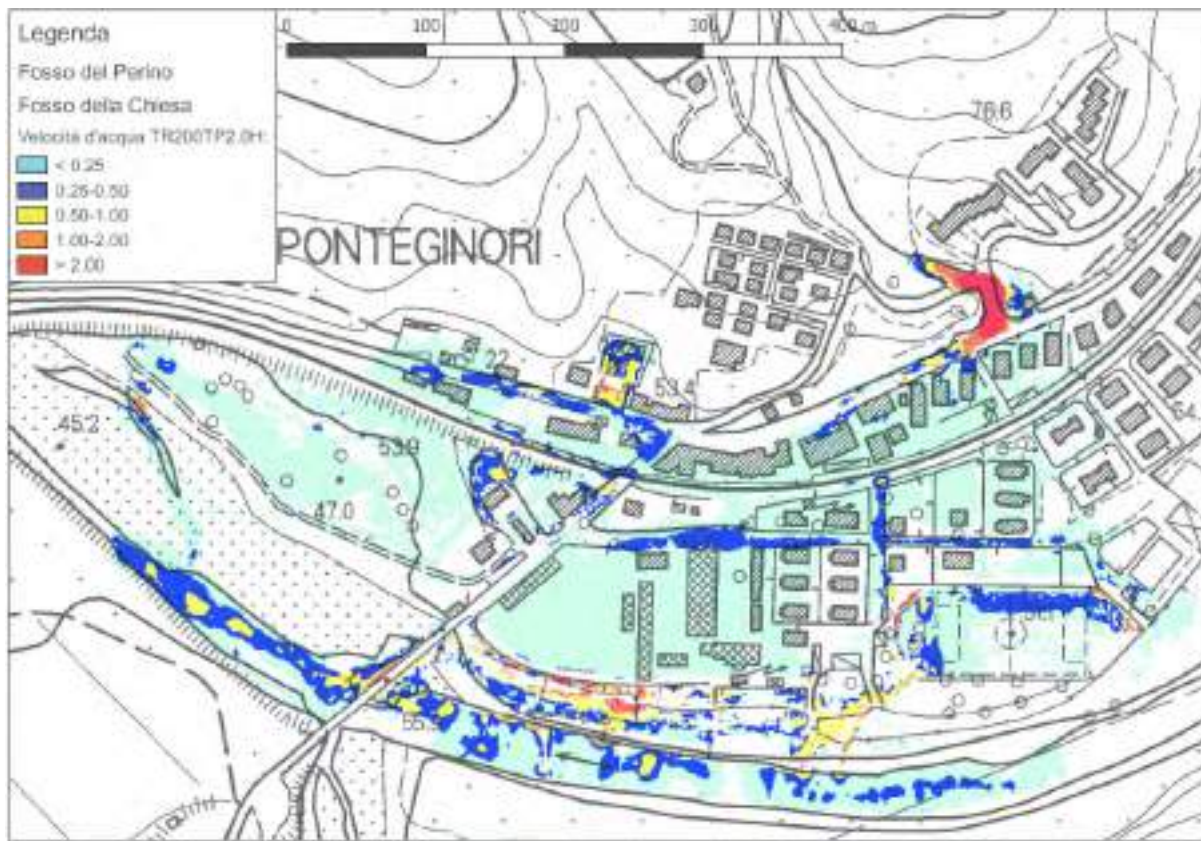 0 100 200 300 400 m
Legenda
Fosso del Perino
Fosso della Chiesa
Velocità d'acqua TR200TP2.0H:
< 0.25
0.25-0.50
0.50-1.00
1.00-2.00
> 2.00
76.6
PONTEGINORI
53.4
45.2
53.9
47.0